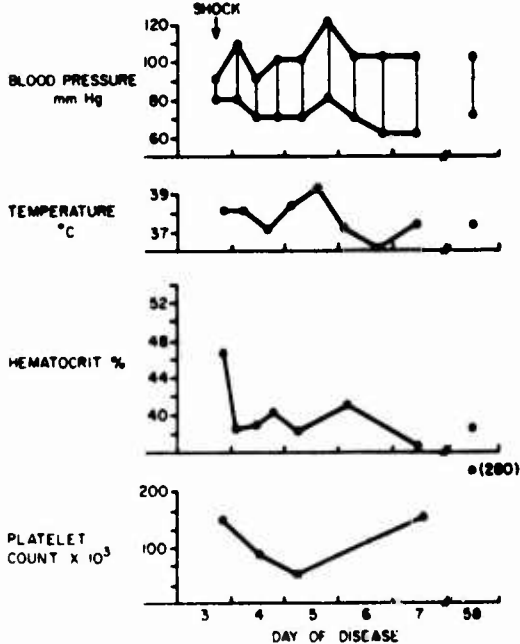 SHOCK
120
100
BLOOD PRESSURE
mm Hg
80
60
39
TEMPERATURE
°C
37
52
48
HEMATOCRIT %
44
40
(280)
200
PLATELET
COUNT X 10³
100
3 4 5 6 7 58
DAY OF DISEASE